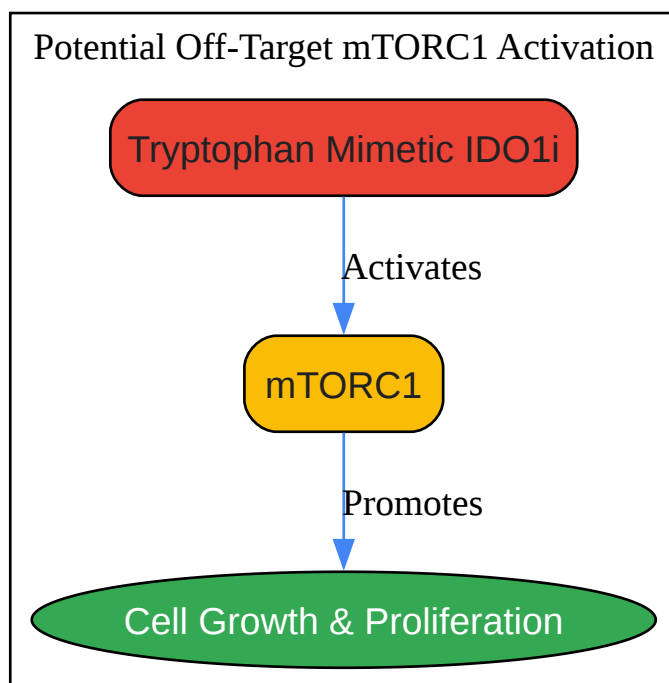 Potential Off-Target mTORC1 Activation
Tryptophan Mimetic IDO1i
Activates
mTORC1
Promotes
Cell Growth & Proliferation